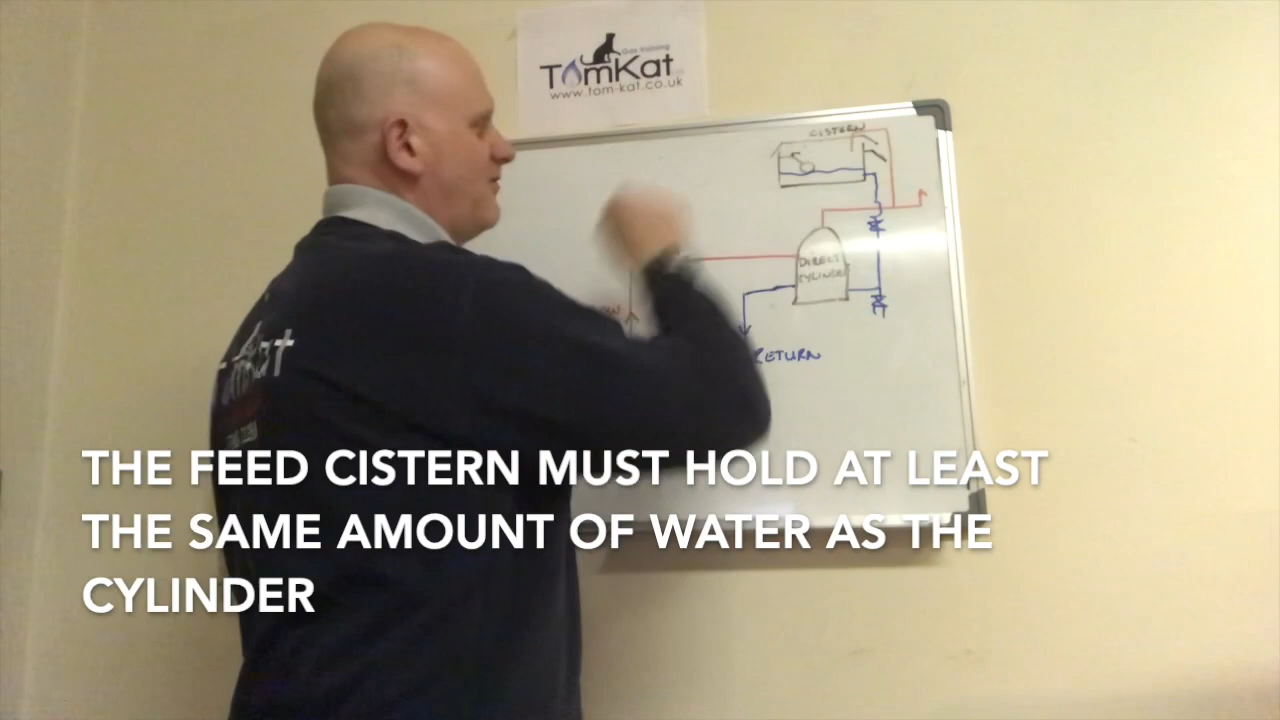 Gas training
TomKat
www.tom-kat.co.uk
CISTERN
DIRECT
CYLINDER
RETURN
THE FEED CISTERN MUST HOLD AT LEAST
THE SAME AMOUNT OF WATER AS THE
CYLINDER